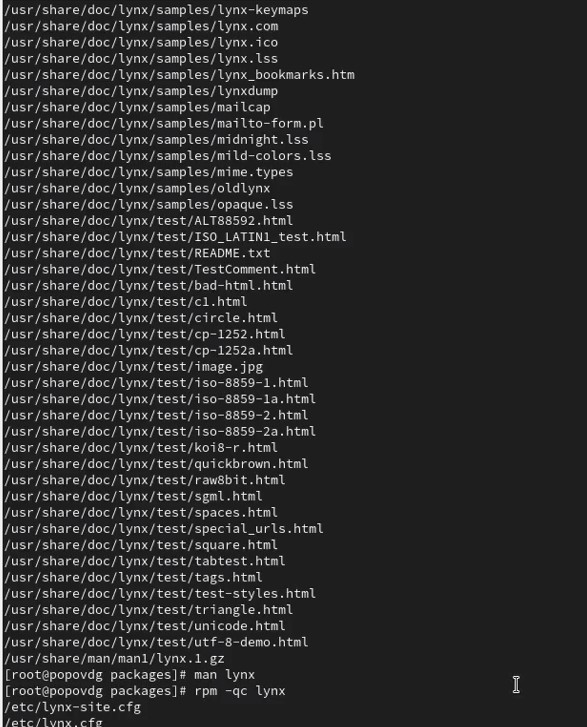 /usr/share/doc/lynx/samples/lynx-keymaps
/usr/share/doc/lynx/samples/lynx.com
/usr/share/doc/lynx/samples/lynx.ico
/usr/share/doc/lynx/samples/lynx.lss
/usr/share/doc/lynx/samples/lynx_bookmarks.htm
/usr/share/doc/lynx/samples/lynxdump
/usr/share/doc/lynx/samples/mailcap
/usr/share/doc/lynx/samples/mailto-form.pl
/usr/share/doc/lynx/samples/midnight.lss
/usr/share/doc/lynx/samples/mild-colors.lss
/usr/share/doc/lynx/samples/mime.types
/usr/share/doc/lynx/samples/oldlynx
/usr/share/doc/lynx/samples/opaque.lss
/usr/share/doc/lynx/test/ALT88592.html
/usr/share/doc/lynx/test/ISO_LATIN1_test.html
/usr/share/doc/lynx/test/README.txt
/usr/share/doc/lynx/test/TestComment.html
/usr/share/doc/lynx/test/bad-html.html
/usr/share/doc/lynx/test/c1.html
/usr/share/doc/lynx/test/circle.html
/usr/share/doc/lynx/test/cp-1252.html
/usr/share/doc/lynx/test/cp-1252a.html
/usr/share/doc/lynx/test/image.jpg
/usr/share/doc/lynx/test/iso-8859-1.html
/usr/share/doc/lynx/test/iso-8859-1a.html
/usr/share/doc/lynx/test/iso-8859-2.html
/usr/share/doc/lynx/test/iso-8859-2a.html
/usr/share/doc/lynx/test/koi8-r.html
/usr/share/doc/lynx/test/quickbrown.html
/usr/share/doc/lynx/test/raw8bit.html
/usr/share/doc/lynx/test/sgml.html
/usr/share/doc/lynx/test/spaces.html
/usr/share/doc/lynx/test/special_urls.html
/usr/share/doc/lynx/test/square.html
/usr/share/doc/lynx/test/tabtest.html
/usr/share/doc/lynx/test/tags.html
/usr/share/doc/lynx/test/test-styles.html
/usr/share/doc/lynx/test/triangle.html
/usr/share/doc/lynx/test/unicode.html
/usr/share/doc/lynx/test/utf-8-demo.html
/usr/share/man/man1/lynx.1.gz
[root@popovdg packages]# man lynx
[root@popovdg packages]# rpm -qc lynx
/etc/lynx-site.cfg
/etc/lynx.cfg